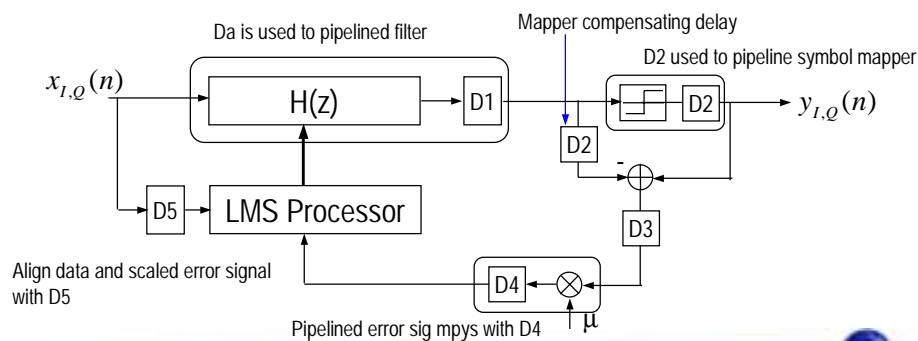 Mapper compensating delay
Da is used to pipelined filter
D2 used to pipeline symbol mapper
x_{I,Q}(n)
H(z)
D1
D2
y_{I,Q}(n)
D2
-
D5
LMS Processor
D3
Align data and scaled error signal
with D5
D4
μ
Pipelined error sig mpys with D4